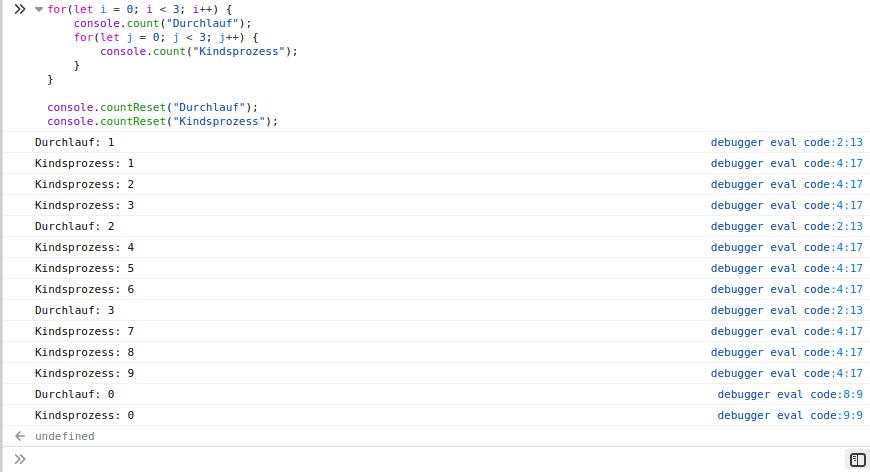 for(let i = 0; i < 3; i++) {
    console.count("Durchlauf");
    for(let j = 0; j < 3; j++) {
        console.count("Kindsprozess");
    }
}

console.countReset("Durchlauf");
console.countReset("Kindsprozess");
Durchlauf: 1 debugger eval code:2:13
Kindsprozess: 1 debugger eval code:4:17
Kindsprozess: 2 debugger eval code:4:17
Kindsprozess: 3 debugger eval code:4:17
Durchlauf: 2 debugger eval code:2:13
Kindsprozess: 4 debugger eval code:4:17
Kindsprozess: 5 debugger eval code:4:17
Kindsprozess: 6 debugger eval code:4:17
Durchlauf: 3 debugger eval code:2:13
Kindsprozess: 7 debugger eval code:4:17
Kindsprozess: 8 debugger eval code:4:17
Kindsprozess: 9 debugger eval code:4:17
Durchlauf: 0 debugger eval code:8:9
Kindsprozess: 0 debugger eval code:9:9
undefined